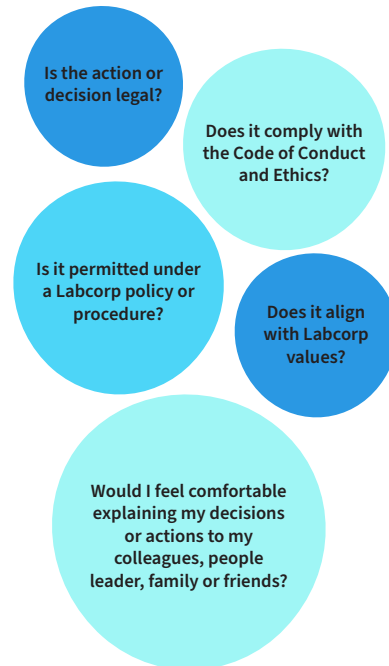 Is the action or
decision legal?
Does it comply with
the Code of Conduct
and Ethics?
Is it permitted under
a Labcorp policy or
procedure?
Does it align
with Labcorp
values?
Would I feel comfortable
explaining my decisions
or actions to my
colleagues, people
leader, family or friends?